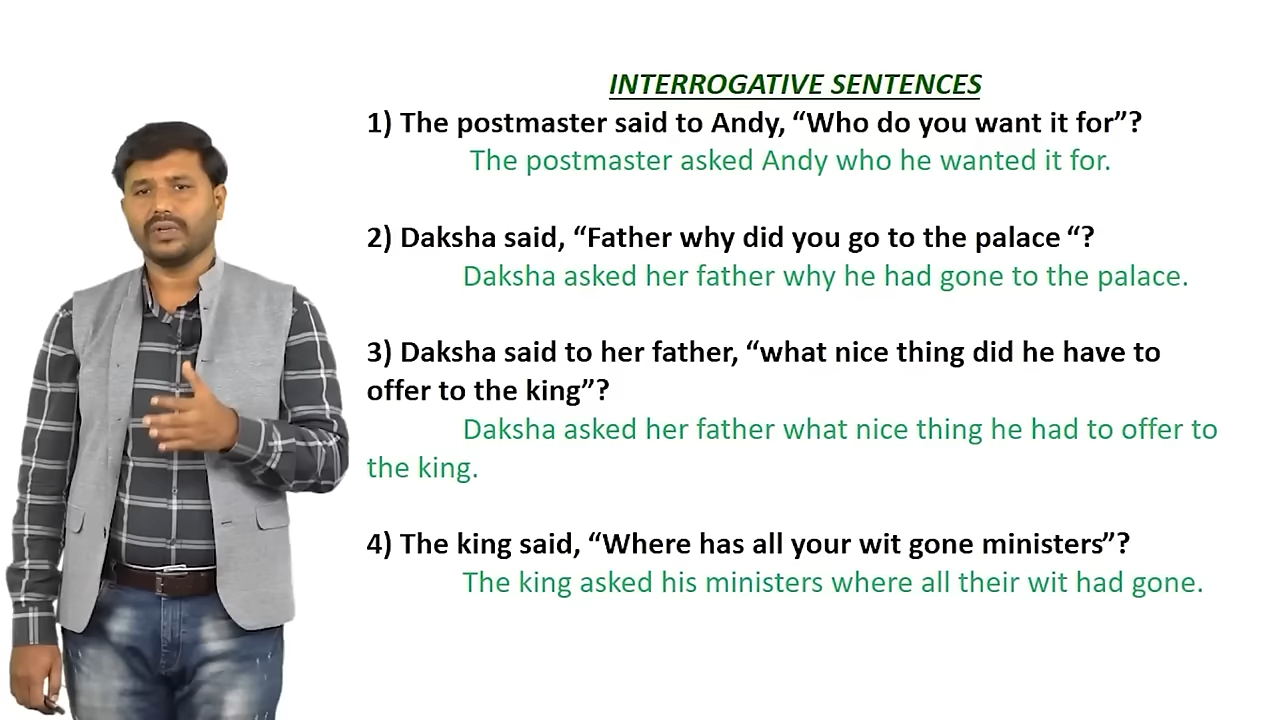 INTERROGATIVE SENTENCES
1) The postmaster said to Andy, “Who do you want it for”?
The postmaster asked Andy who he wanted it for.
2) Daksha said, “Father why did you go to the palace “?
Daksha asked her father why he had gone to the palace.
3) Daksha said to her father, “what nice thing did he have to
offer to the king”?
Daksha asked her father what nice thing he had to offer to
the king.
4) The king said, “Where has all your wit gone ministers”?
The king asked his ministers where all their wit had gone.